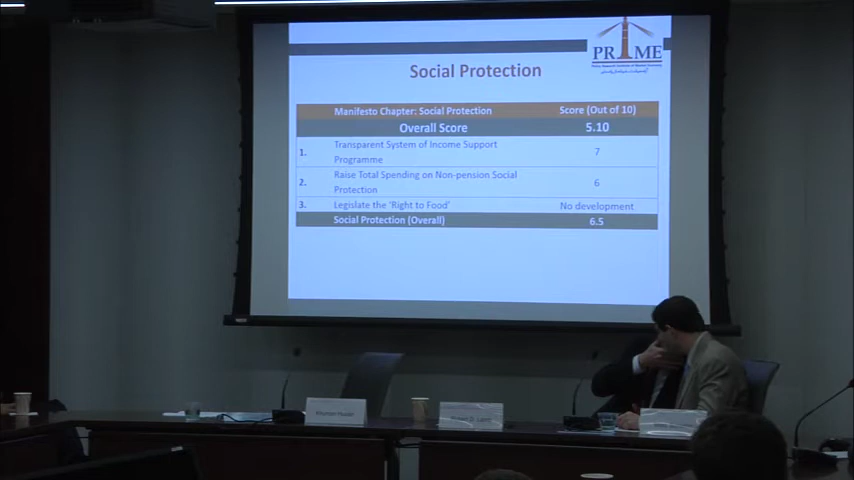 PRIME
Social Protection
Manifesto Chapter: Social Protection Score (Out of 10)
Overall Score 5.10
1. Transparent System of Income Support Programme 7
2. Raise Total Spending on Non-pension Social Protection 6
3. Legislate the 'Right to Food' No development
Social Protection (Overall) 6.5